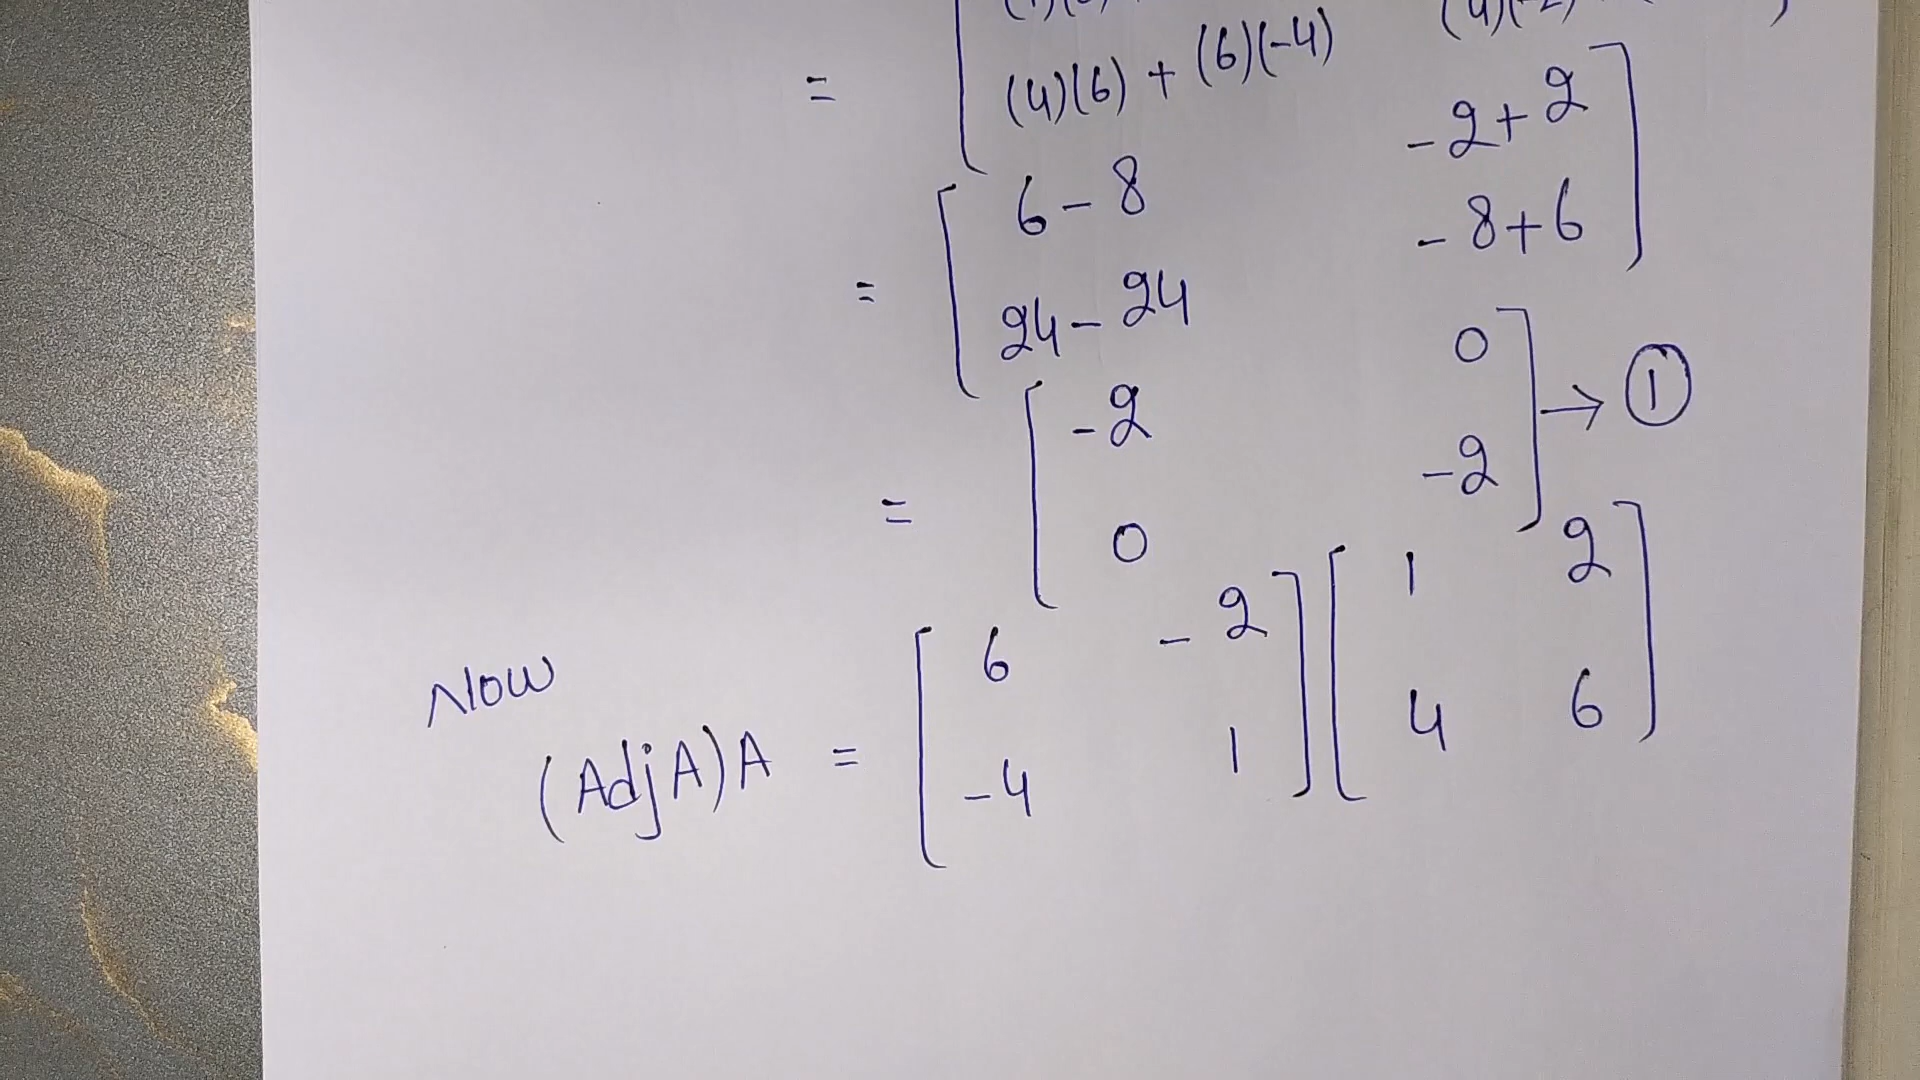 = (4)(6) + (6)(-4)
= [ 6 - 8 -2 + 2
24 - 24 -8 + 6 ]
= [ -2 0
0 -2 ] → ①
Now
(Adj A) A = [ 6 -2 ] [ 1 2 ]
[ -4 1 ] [ 4 6 ]